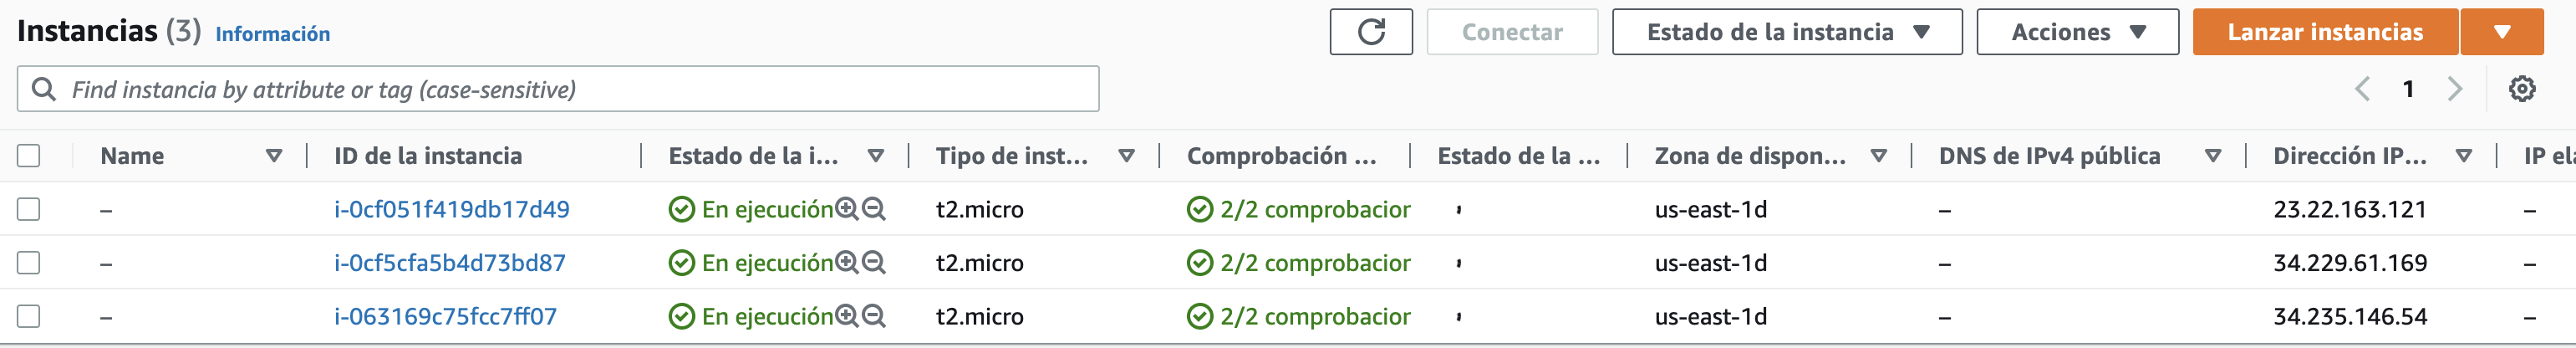 Instancias (3) Información Conectar Estado de la instancia Acciones Lanzar instancias
Find instancia by attribute or tag (case-sensitive) 1
Name ID de la instancia Estado de la i... Tipo de inst... Comprobación ... Estado de la ... Zona de dispon... DNS de IPv4 pública Dirección IP... IP ela
– i-0cf051f419db17d49 En ejecución t2.micro 2/2 comprobacior us-east-1d – 23.22.163.121 –
– i-0cf5cfa5b4d73bd87 En ejecución t2.micro 2/2 comprobacior us-east-1d – 34.229.61.169 –
– i-063169c75fcc7ff07 En ejecución t2.micro 2/2 comprobacior us-east-1d – 34.235.146.54 –